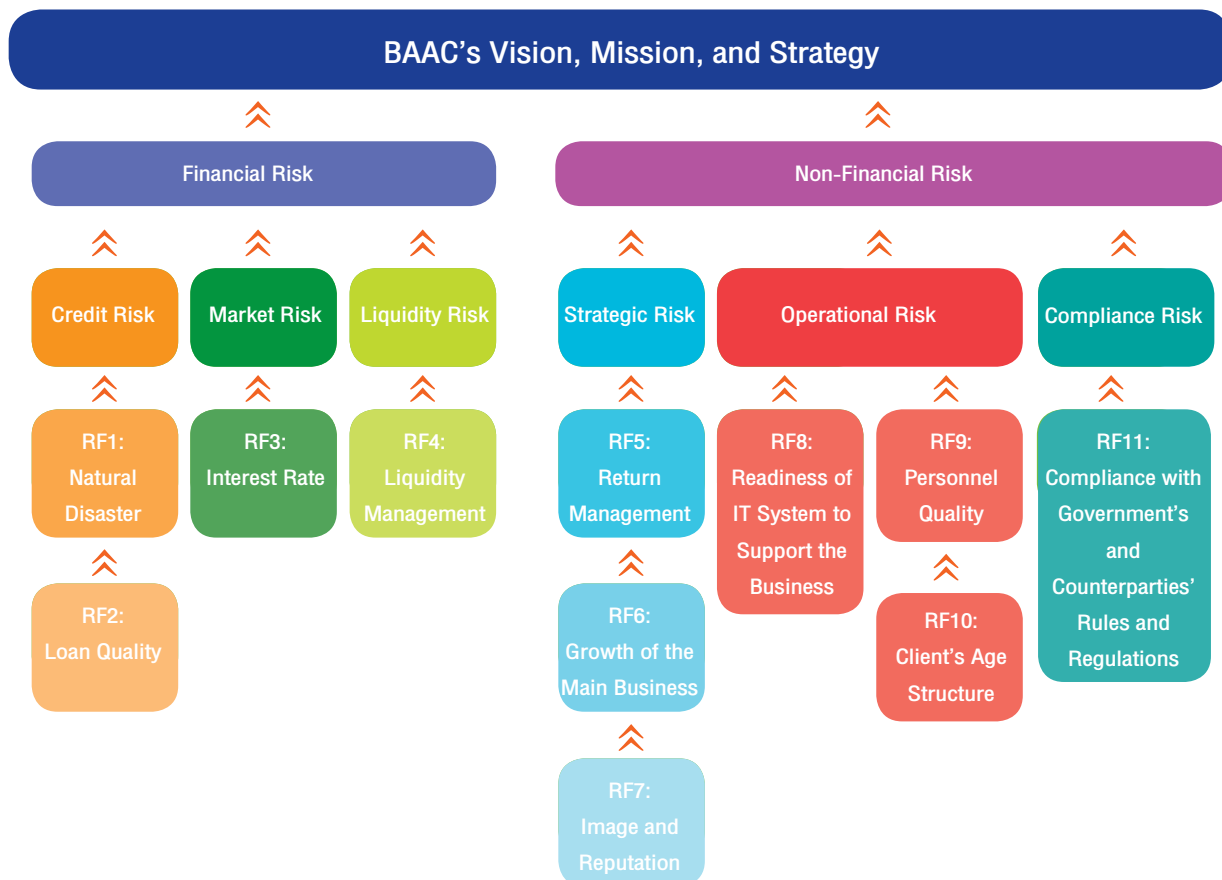 BAAC's Vision, Mission, and Strategy
Financial Risk
Non-Financial Risk
Credit Risk
Market Risk
Liquidity Risk
Strategic Risk
Operational Risk
Compliance Risk
RF1:
Natural
Disaster
RF3:
Interest Rate
RF4:
Liquidity
Management
RF5:
Return
Management
RF8:
Readiness of
IT System to
Support the
Business
RF9:
Personnel
Quality
RF11:
Compliance with
Government's
and
Counterparties'
Rules and
Regulations
RF2:
Loan Quality
RF6:
Growth of the
Main Business
RF10:
Client's Age
Structure
RF7:
Image and
Reputation